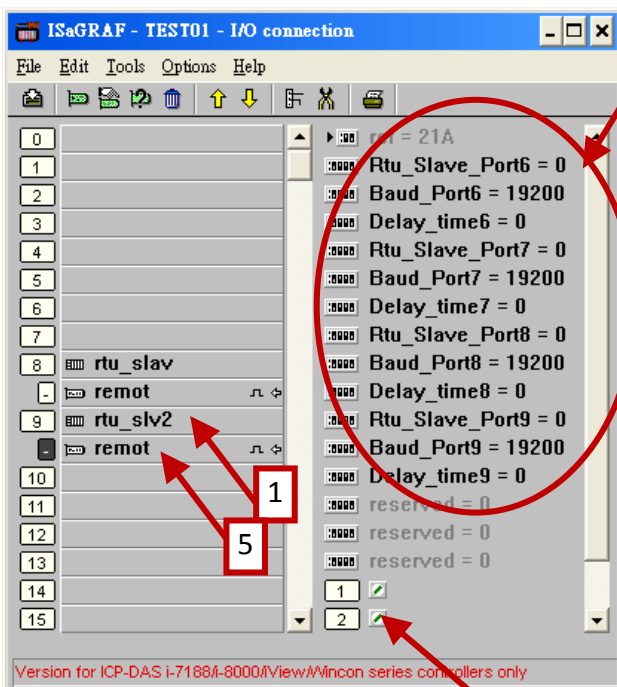 ISaGRAF - TEST01 - I/O connection
File Edit Tools Options Help
0
1
2
3
4
5
6
7
8 rtu_slav
- remot
9 rtu_slv2
- remot
10
11
12
13
14
15
1
5
ref = 21A
Rtu_Slave_Port6 = 0
Baud_Port6 = 19200
Delay_time6 = 0
Rtu_Slave_Port7 = 0
Baud_Port7 = 19200
Delay_time7 = 0
Rtu_Slave_Port8 = 0
Baud_Port8 = 19200
Delay_time8 = 0
Rtu_Slave_Port9 = 0
Baud_Port9 = 19200
Delay_time9 = 0
reserved = 0
reserved = 0
reserved = 0
1
2
Version for ICP-DAS i-7188/i-8000/iView/Wincon series controllers only